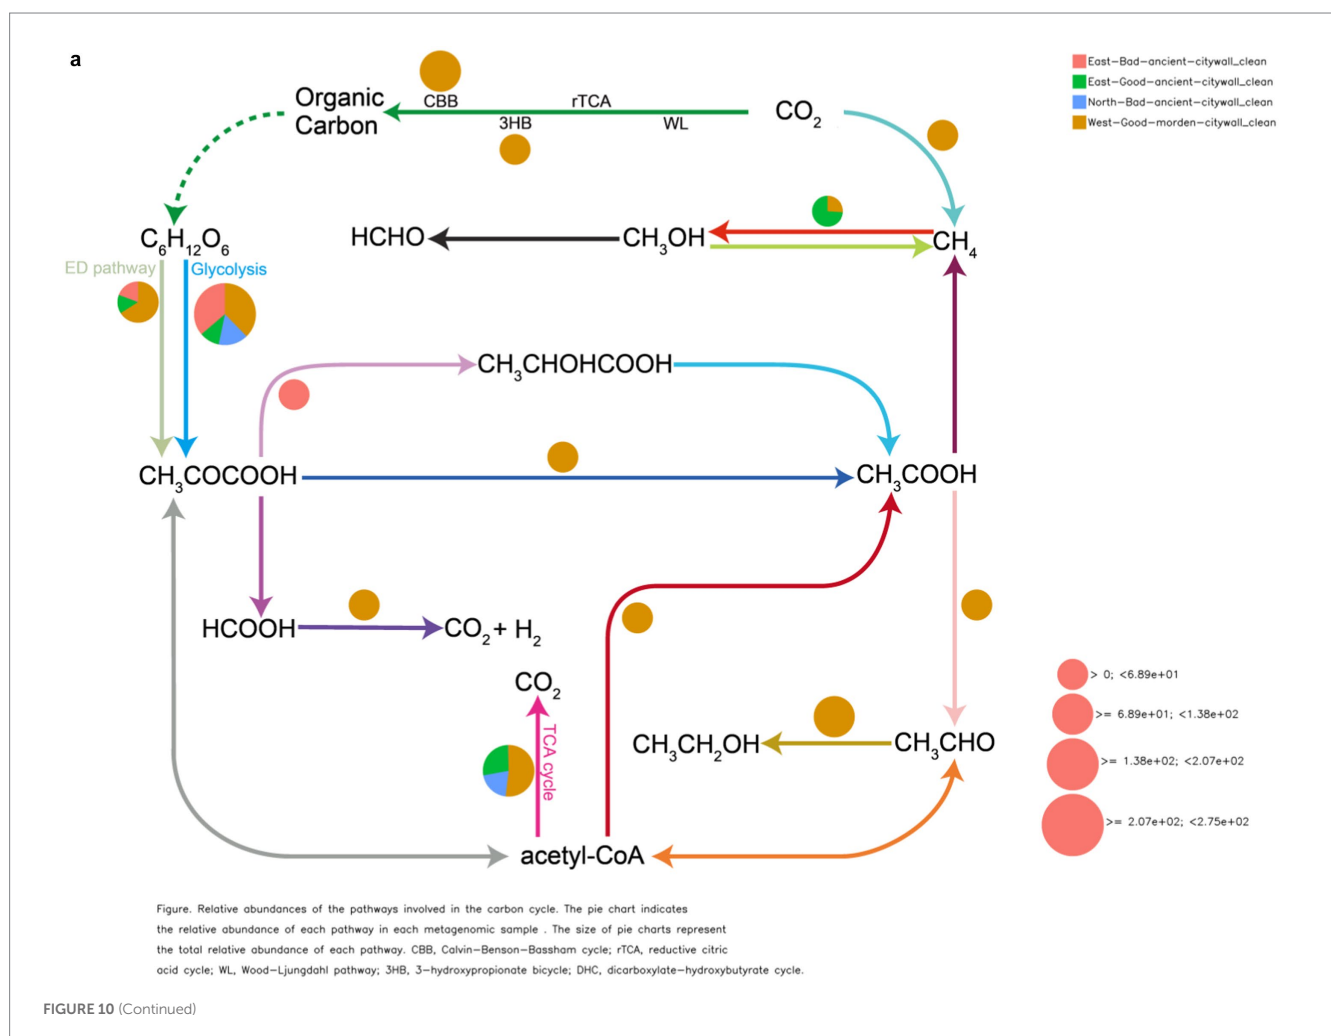 a
East-Bad-ancient-citywall_clean
East-Good-ancient-citywall_clean
North-Bad-ancient-citywall_clean
West-Good-morden-citywall_clean
Organic
Carbon
CBB
rTCA
3HB
WL
CO2
HCHO
CH3OH
CH4
C6H12O6
ED pathway
Glycolysis
CH3CHOHCOOH
CH3COCOOH
CH3COOH
HCOOH
CO2 + H2
CO2
TCA cycle
CH3CH2OH
CH3CHO
acetyl-CoA
> 0; <6.89e+01
>= 6.89e+01; <1.38e+02
>= 1.38e+02; <2.07e+02
>= 2.07e+02; <2.75e+02
Figure. Relative abundances of the pathways involved in the carbon cycle. The pie chart indicates
the relative abundance of each pathway in each metagenomic sample . The size of pie charts represent
the total relative abundance of each pathway. CBB, Calvin-Benson-Bassham cycle; rTCA, reductive citric
acid cycle; WL, Wood-Ljungdahl pathway; 3HB, 3-hydroxypropionate bicycle; DHC, dicarboxylate-hydroxybutyrate cycle.
FIGURE 10 (Continued)